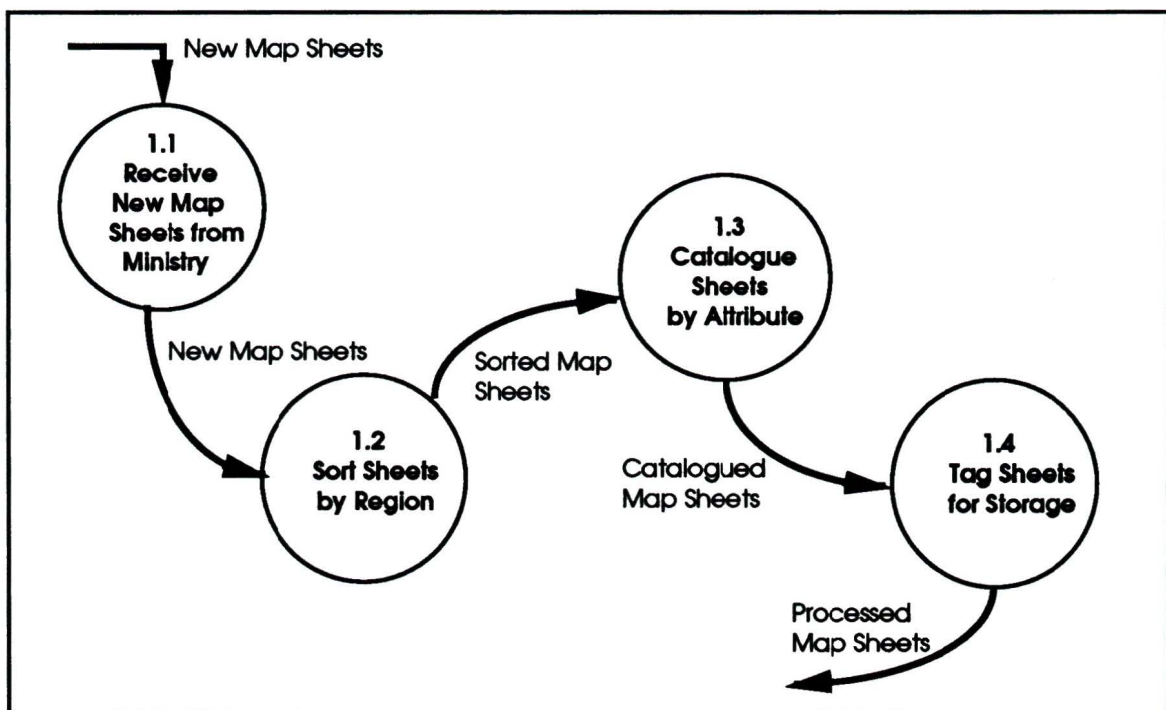 New Map Sheets
1.1
Receive
New Map
Sheets from
Ministry
New Map Sheets
1.2
Sort Sheets
by Region
Sorted Map
Sheets
1.3
Catalogue
Sheets
by Attribute
Catalogued
Map Sheets
1.4
Tag Sheets
for Storage
Processed
Map Sheets